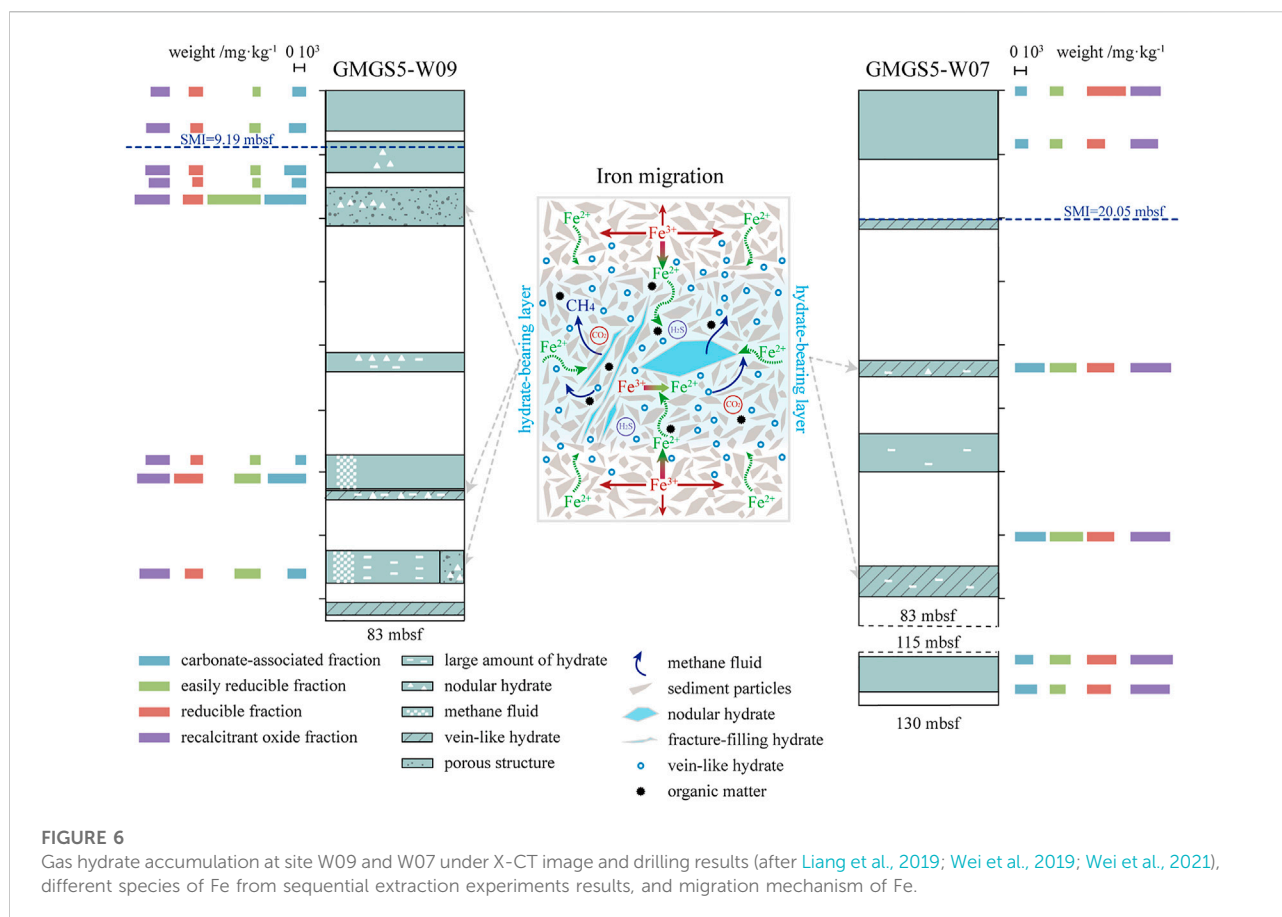 weight /mg·kg⁻¹ 0 10³
GMGS5-W09
SMI=9.19 mbsf
83 mbsf
Iron migration
hydrate-bearing layer
Fe²⁺ Fe²⁺
Fe³⁺
Fe²⁺
CH₄
CO₂ H₂S
Fe²⁺ Fe²⁺
Fe³⁺ Fe²⁺
CO₂
H₂S
Fe²⁺
Fe³⁺
Fe²⁺ Fe²⁺
hydrate-bearing layer
0 10³ weight /mg·kg⁻¹
GMGS5-W07
SMI=20.05 mbsf
83 mbsf
115 mbsf
130 mbsf
carbonate-associated fraction
easily reducible fraction
reducible fraction
recalcitrant oxide fraction
large amount of hydrate
nodular hydrate
methane fluid
vein-like hydrate
porous structure
methane fluid
sediment particles
nodular hydrate
fracture-filling hydrate
vein-like hydrate
organic matter
FIGURE 6
Gas hydrate accumulation at site W09 and W07 under X-CT image and drilling results (after Liang et al., 2019; Wei et al., 2019; Wei et al., 2021),
different species of Fe from sequential extraction experiments results, and migration mechanism of Fe.